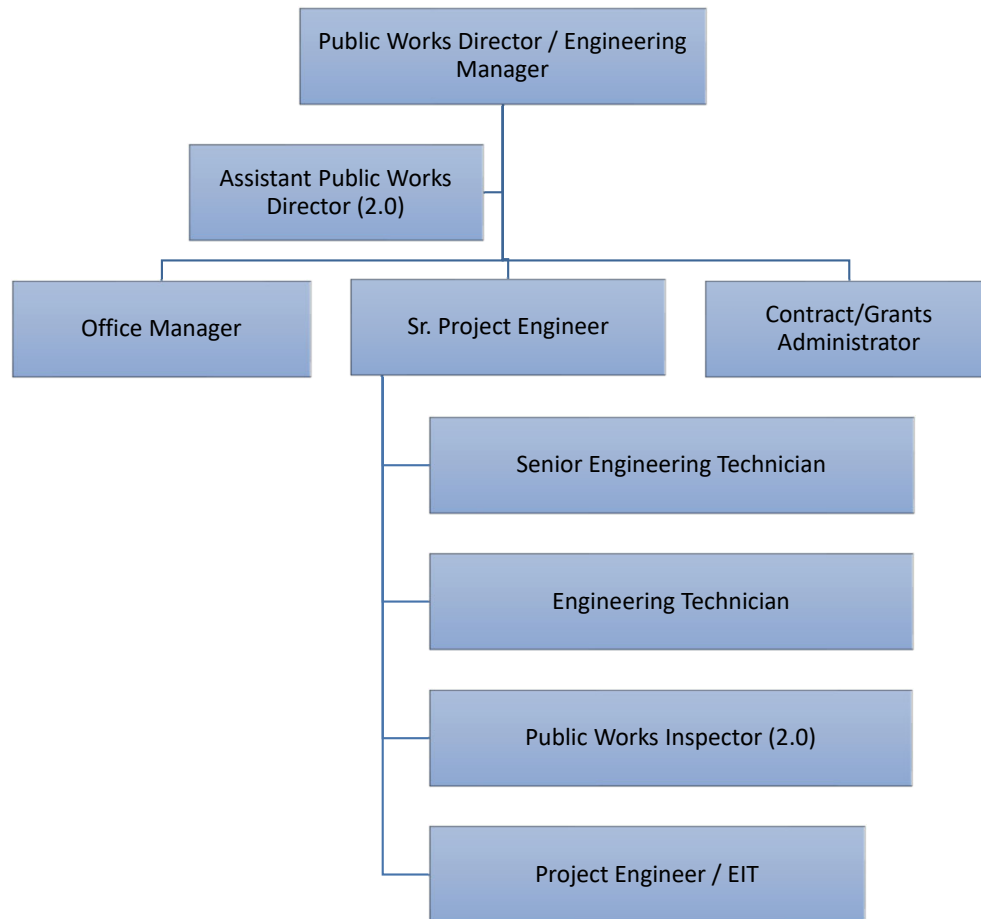 Public Works Director / Engineering
Manager
Assistant Public Works
Director (2.0)
Office Manager
Sr. Project Engineer
Contract/Grants
Administrator
Senior Engineering Technician
Engineering Technician
Public Works Inspector (2.0)
Project Engineer / EIT